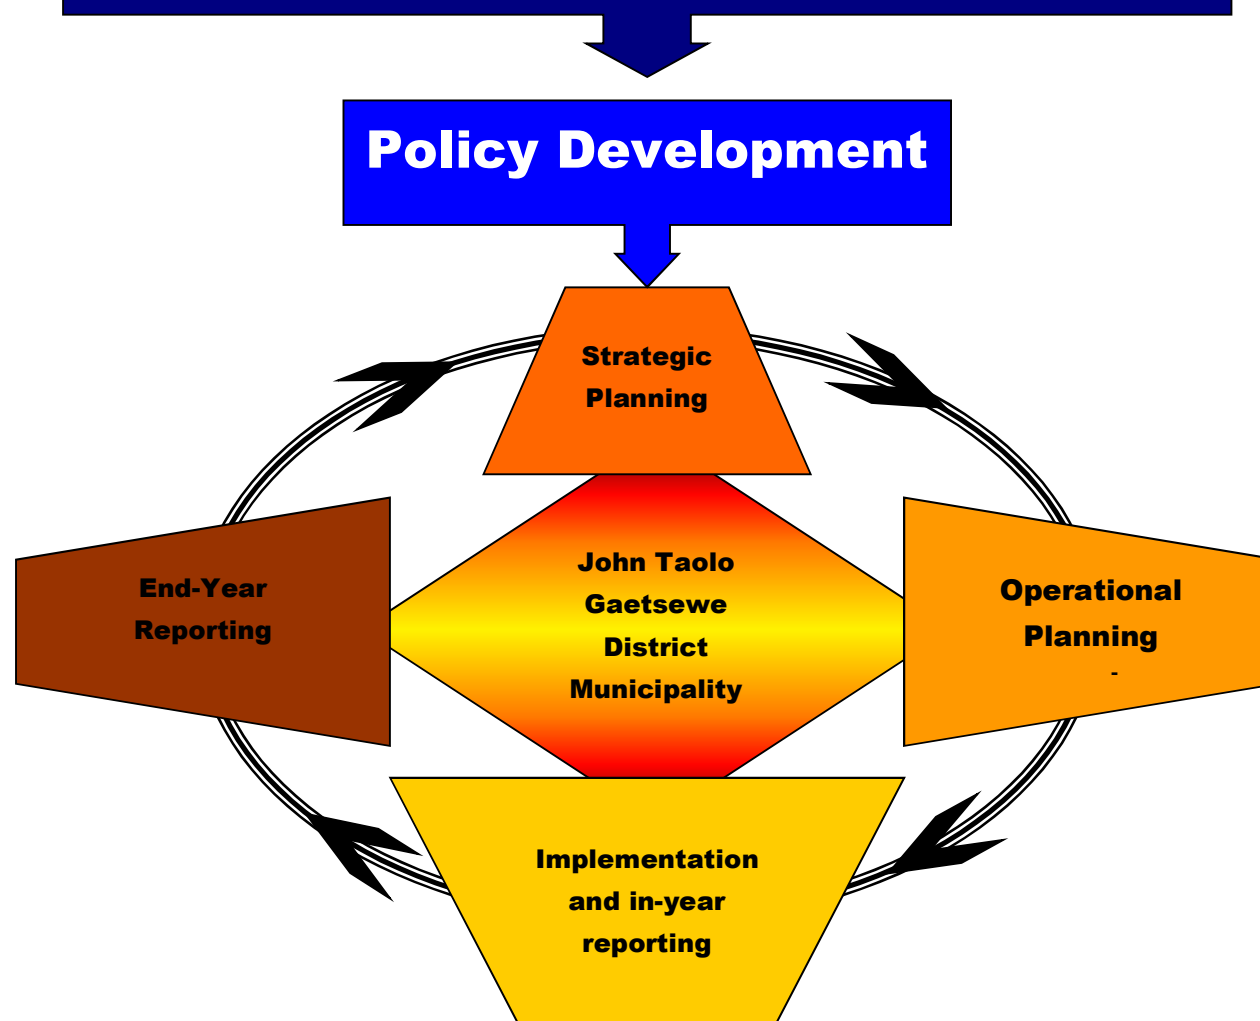 Policy Development
Strategic
Planning
End-Year
Reporting
John Taolo
Gaetsewe
District
Municipality
Operational
Planning
-
Implementation
and in-year
reporting